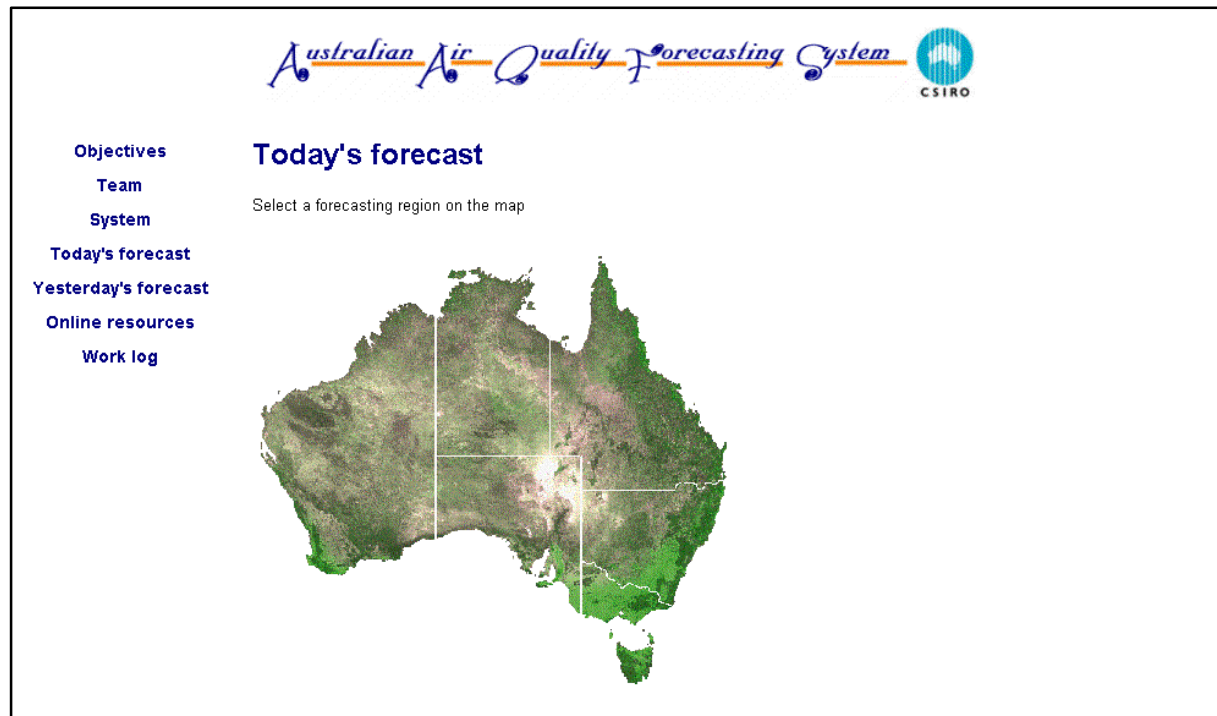 Australian Air Quality Forecasting System
CSIRO
Objectives
Team
System
Today's forecast
Yesterday's forecast
Online resources
Work log
Today's forecast
Select a forecasting region on the map